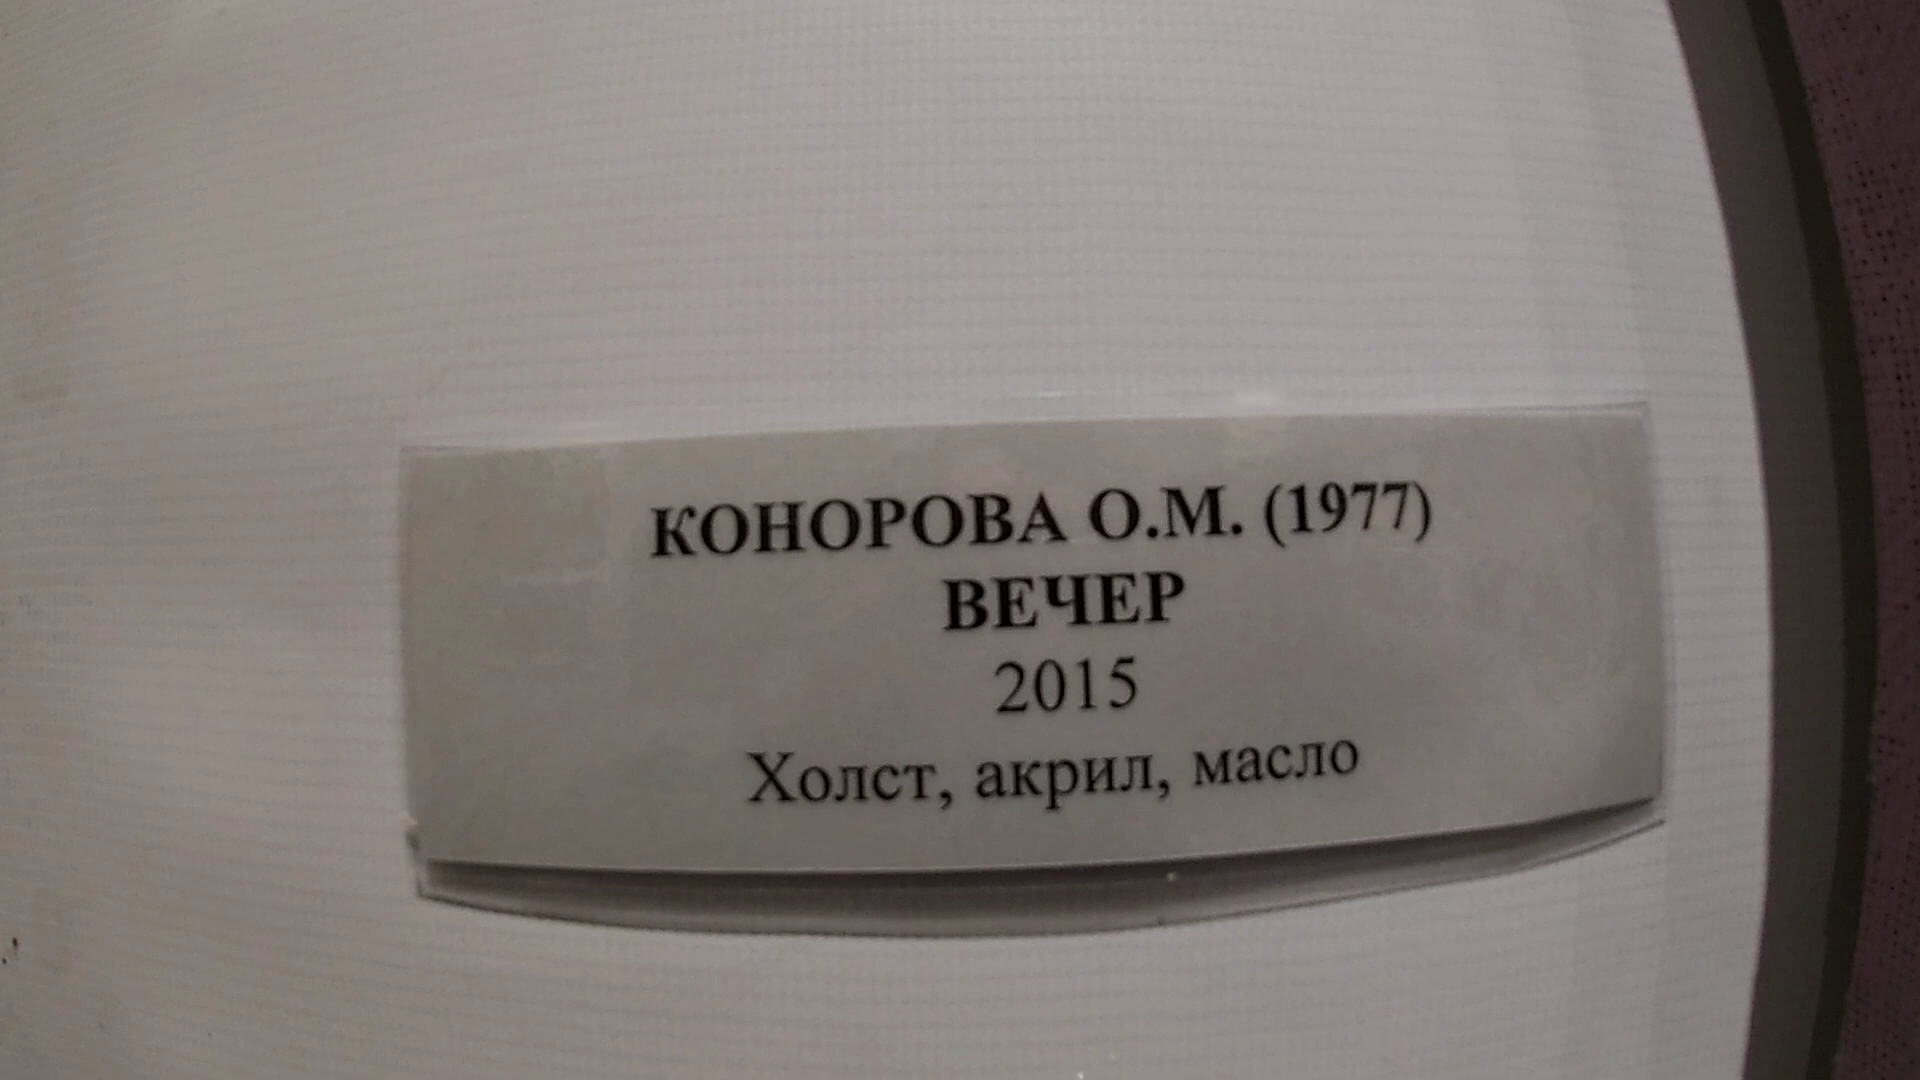 КОНОРОВА О.М. (1977)
ВЕЧЕР
2015
Холст, акрил, масло